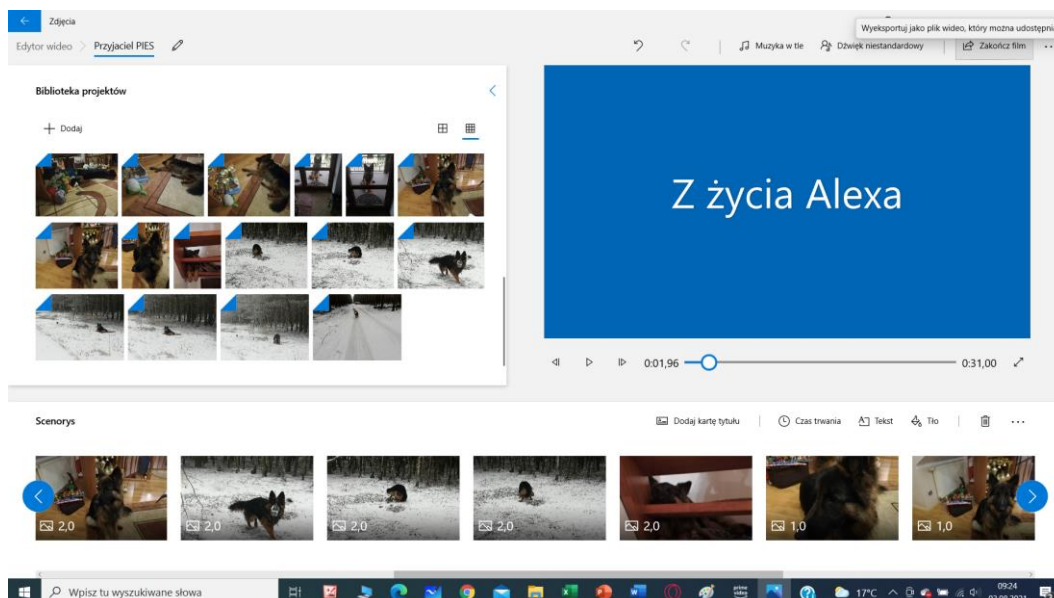 Zdjęcia
Wyeksportuj jako plik wideo, który można udostępnia
Edytor wideo > Przyjaciel PIES
Muzyka w tle
Dźwięk niestandardowy
Zakończ film
Biblioteka projektów
+ Dodaj
Z życia Alexa
0:01,96
0:31,00
Scenorys
Dodaj kartę tytułu
Czas trwania
Tekst
Tło
2,0
2,0
2,0
2,0
2,0
1,0
1,0
Wpisz tu wyszukiwane słowa
17°C
09:24